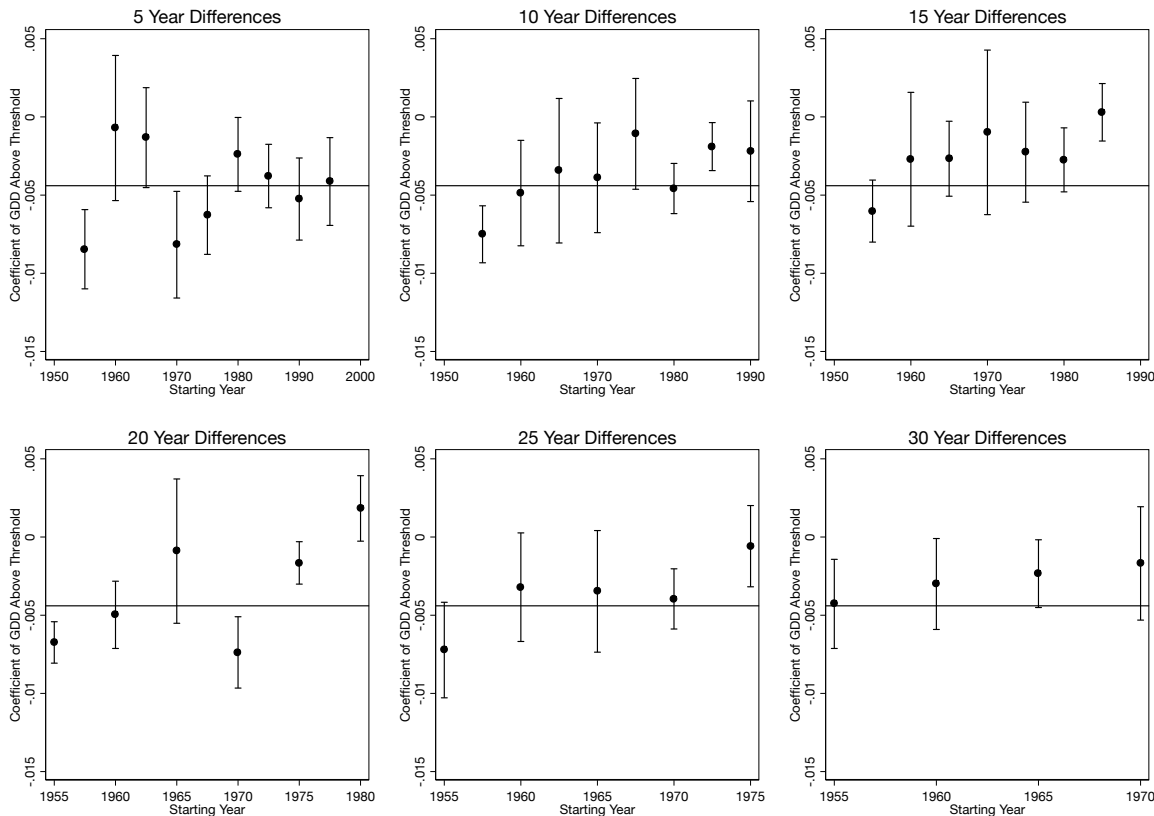 5 Year Differences
Coefficient of GDD Above Threshold
.005
0
-.005
-.01
-.015
1950 1960 1970 1980 1990 2000
Starting Year
10 Year Differences
Coefficient of GDD Above Threshold
.005
0
-.005
-.01
-.015
1950 1960 1970 1980 1990
Starting Year
15 Year Differences
Coefficient of GDD Above Threshold
.005
0
-.005
-.01
-.015
1950 1960 1970 1980 1990
Starting Year
20 Year Differences
Coefficient of GDD Above Threshold
.005
0
-.005
-.01
-.015
1955 1960 1965 1970 1975 1980
Starting Year
25 Year Differences
Coefficient of GDD Above Threshold
.005
0
-.005
-.01
-.015
1955 1960 1965 1970 1975
Starting Year
30 Year Differences
Coefficient of GDD Above Threshold
.005
0
-.005
-.01
-.015
1955 1960 1965 1970
Starting Year